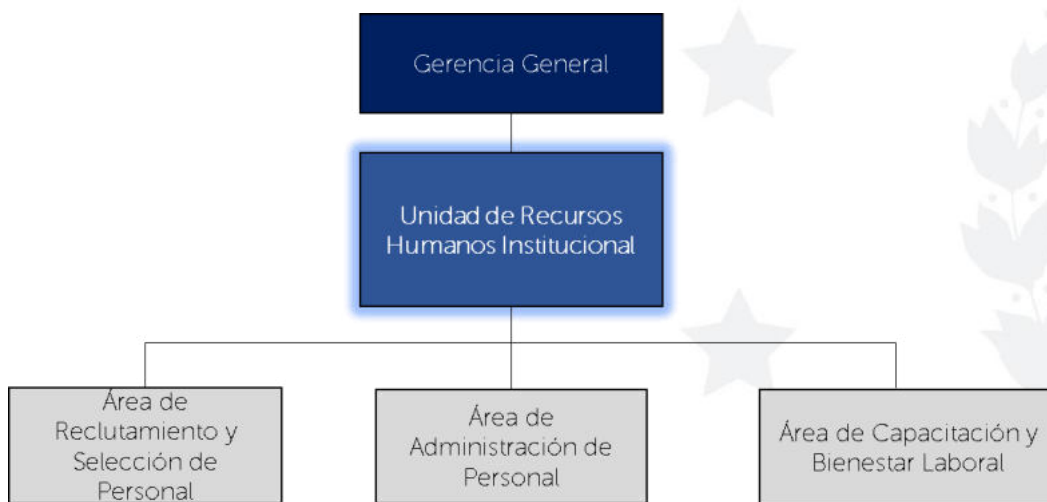 Gerencia General
Unidad de Recursos
Humanos Institucional
Área de
Reclutamiento y
Selección de
Personal
Área de
Administración de
Personal
Área de Capacitación y
Bienestar Laboral